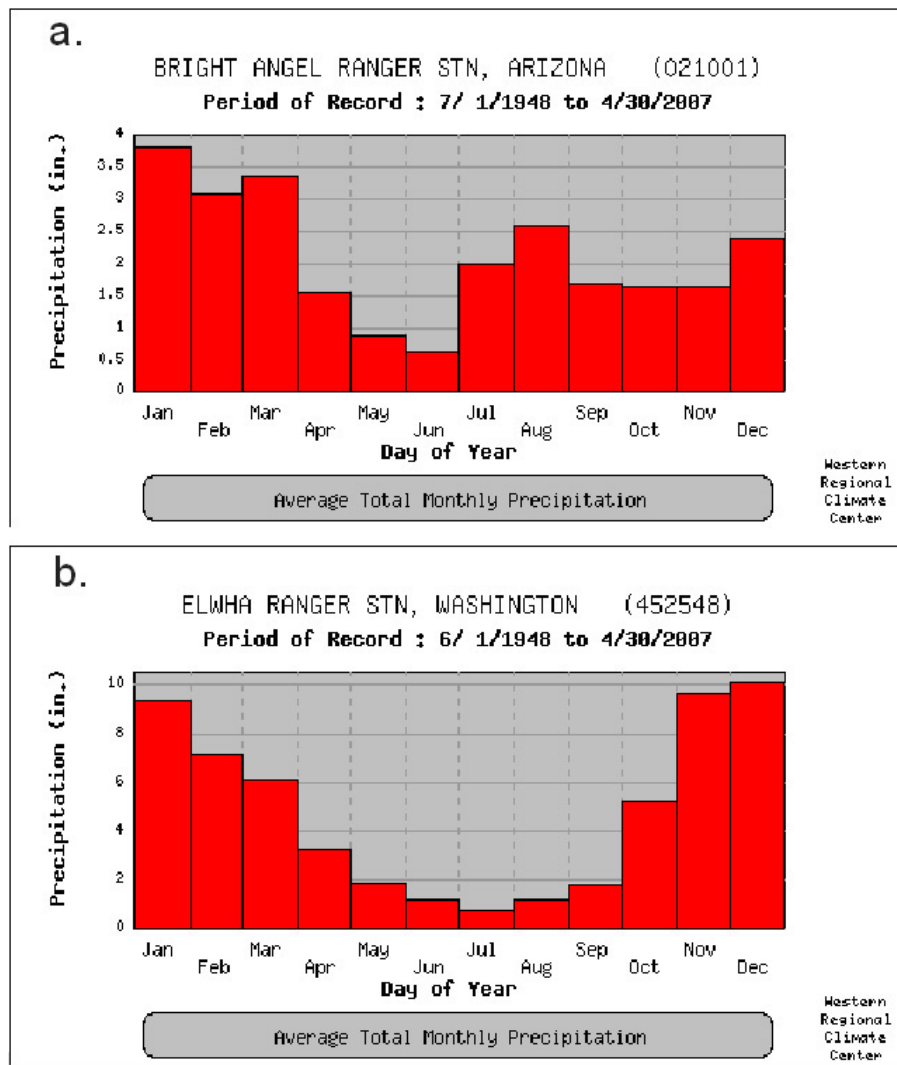 a.
BRIGHT ANGEL RANGER STN, ARIZONA (021001)
Period of Record : 7/ 1/1948 to 4/30/2007
Precipitation (in.)
4
3.5
3
2.5
2
1.5
1
0.5
0
Jan Feb Mar Apr May Jun Jul Aug Sep Oct Nov Dec
Day of Year
Average Total Monthly Precipitation
Western
Regional
Climate
Center
b.
ELWHA RANGER STN, WASHINGTON (452548)
Period of Record : 6/ 1/1948 to 4/30/2007
Precipitation (in.)
10
8
6
4
2
0
Jan Feb Mar Apr May Jun Jul Aug Sep Oct Nov Dec
Day of Year
Average Total Monthly Precipitation
Western
Regional
Climate
Center